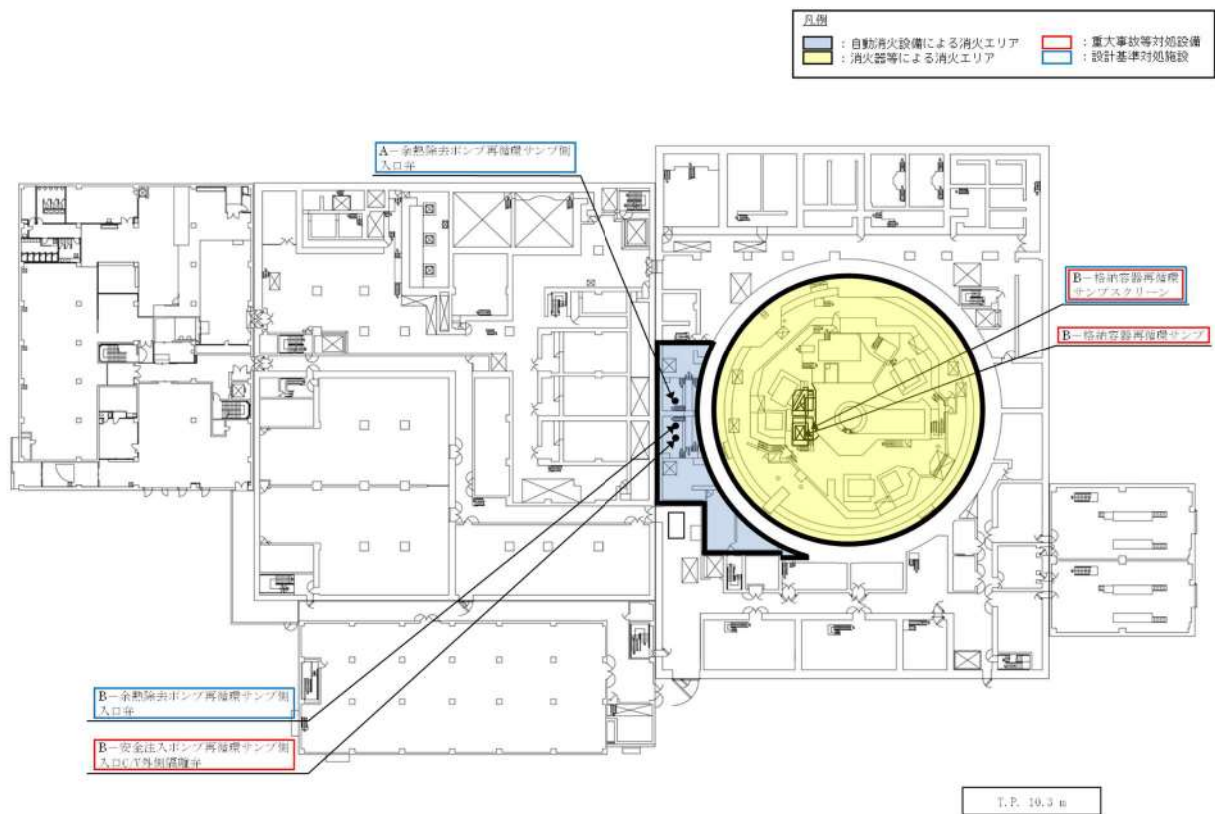 凡例
：自動消火設備による消火エリア
：重大事故等対処設備
：消火器等による消火エリア
：設計基準対処施設
A－余熱除去ポンプ再循環サンプ側
入口弁
B－格納容器再循環
サンプスクリーン
B－格納容器再循環サンプ
B－余熱除去ポンプ再循環サンプ側
入口弁
B－安全注入ポンプ再循環サンプ側
入口C/V外側隔離弁
T.P. 10.3 m